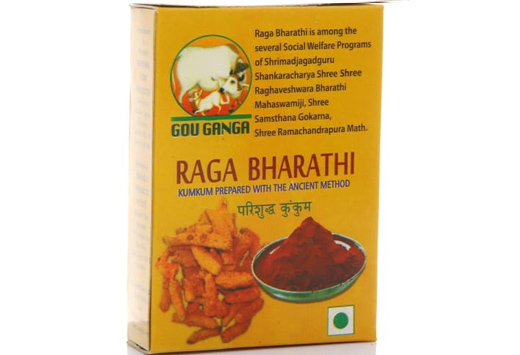 Raga Bharathi is among the
several Social Welfare Programs
of Shrimadjagadguru
Shankaracharya Shree Shree
Raghaveshwara Bharathi
Mahaswamiji, Shree
Samsthana Gokarna,
Shree Ramachandrapura Math.
GOU GANGA
RAGA BHARATHI
KUMKUM PREPARED WITH THE ANCIENT METHOD
परिशुद्ध कुंकुम